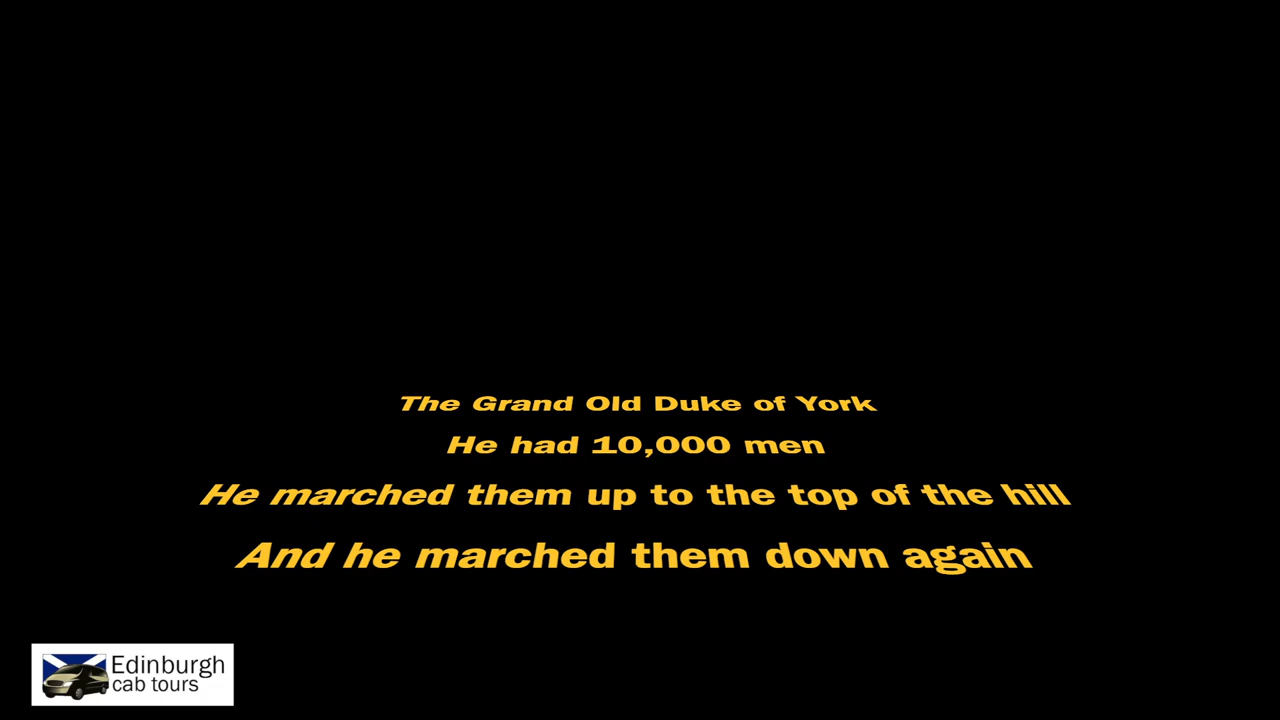 The Grand Old Duke of York
He had 10,000 men
He marched them up to the top of the hill
And he marched them down again
Edinburgh
cab tours